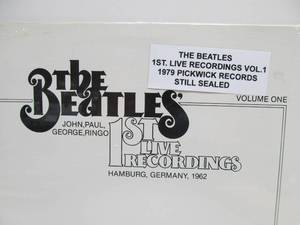 THE BEATLES
1ST. LIVE RECORDINGS VOL.1
1979 PICKWICK RECORDS
STILL SEALED
the
BEATLES
VOLUME ONE
JOHN,PAUL,
GEORGE,RINGO
1ST
LIVE
RECORDINGS
HAMBURG, GERMANY, 1962